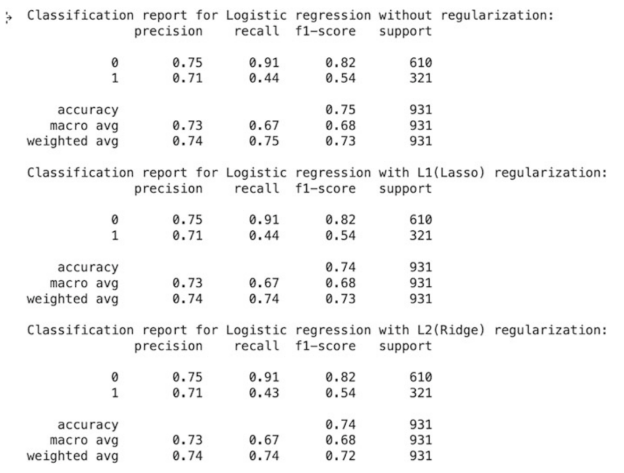 Classification report for Logistic regression without regularization:
precision recall f1-score support
0 0.75 0.91 0.82 610
1 0.71 0.44 0.54 321
accuracy 0.75 931
macro avg 0.73 0.67 0.68 931
weighted avg 0.74 0.75 0.73 931
Classification report for Logistic regression with L1(Lasso) regularization:
precision recall f1-score support
0 0.75 0.91 0.82 610
1 0.71 0.44 0.54 321
accuracy 0.74 931
macro avg 0.73 0.67 0.68 931
weighted avg 0.74 0.74 0.73 931
Classification report for Logistic regression with L2(Ridge) regularization:
precision recall f1-score support
0 0.75 0.91 0.82 610
1 0.71 0.43 0.54 321
accuracy 0.74 931
macro avg 0.73 0.67 0.68 931
weighted avg 0.74 0.74 0.72 931